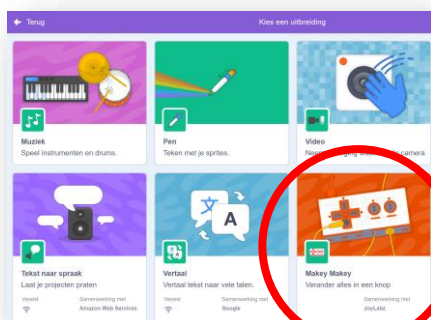 Terug
Kies een uitbreiding
Muziek
Speel instrumenten en drums.
Pen
Teken met je sprites.
Video
camera
Tekst naar spraak
Laat je projecten praten
Vereist
Samenwerking met
Amazon Web Services
Vertaal
Vertaal tekst naar vele talen.
Vereist
Samenwerking met
Google
Makey Makey
Verander alles in een knop
Samenwerking met
JoyLabz
文
A